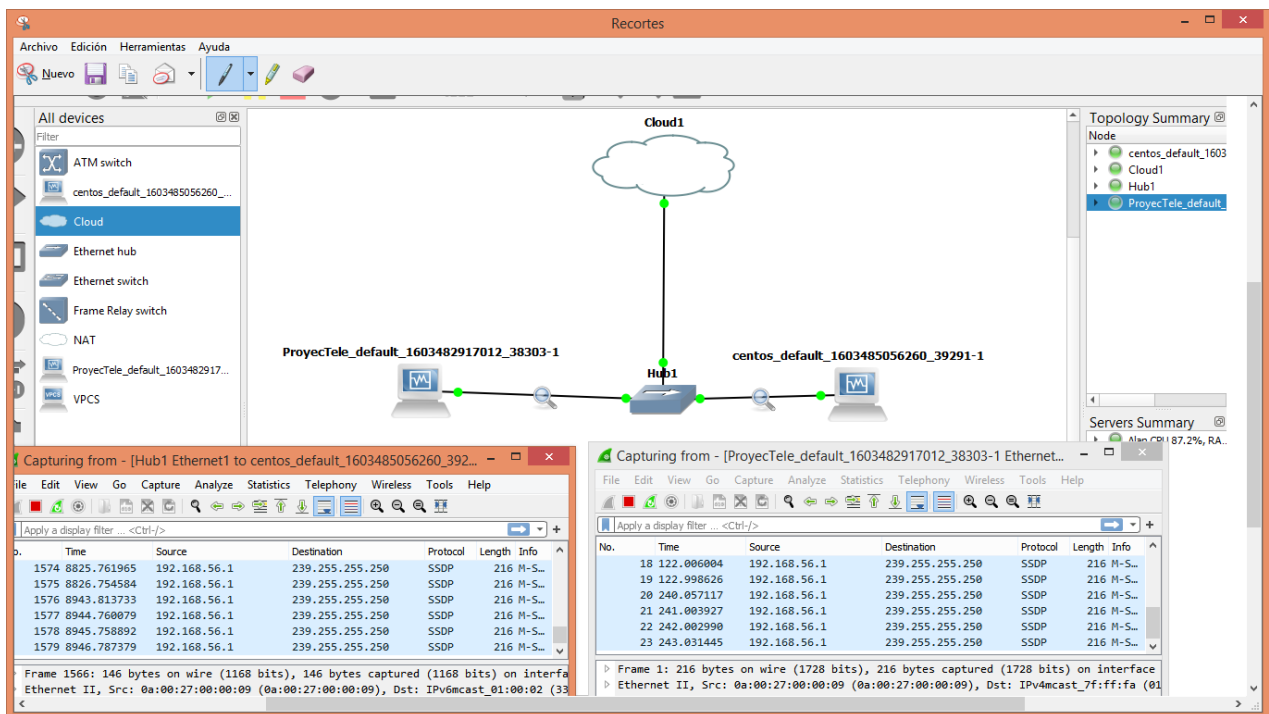 Recortes
Archivo Edición Herramientas Ayuda
Nuevo
All devices
Filter
ATM switch
centos_default_1603485056260_...
Cloud
Ethernet hub
Ethernet switch
Frame Relay switch
NAT
ProyecTele_default_1603482917...
VPCS
Cloud1
ProyecTele_default_1603482917012_38303-1
Hub1
centos_default_1603485056260_39291-1
Topology Summary
Node
centos_default_1603
Cloud1
Hub1
ProyecTele_default_
Servers Summary
Alan CPU 87.2%, RA..
Capturing from - [Hub1 Ethernet1 to centos_default_1603485056260_392...
ile Edit View Go Capture Analyze Statistics Telephony Wireless Tools Help
Apply a display filter ... <Ctrl-/>
Time Source Destination Protocol Length Info
1574 8825.761965 192.168.56.1 239.255.255.250 SSDP 216 M-S...
1575 8826.754584 192.168.56.1 239.255.255.250 SSDP 216 M-S...
1576 8943.813733 192.168.56.1 239.255.255.250 SSDP 216 M-S...
1577 8944.760079 192.168.56.1 239.255.255.250 SSDP 216 M-S...
1578 8945.758892 192.168.56.1 239.255.255.250 SSDP 216 M-S...
1579 8946.787379 192.168.56.1 239.255.255.250 SSDP 216 M-S...
Frame 1566: 146 bytes on wire (1168 bits), 146 bytes captured (1168 bits) on interfa
Ethernet II, Src: 0a:00:27:00:00:09 (0a:00:27:00:00:09), Dst: IPv6mcast_01:00:02 (33
Capturing from - [ProyecTele_default_1603482917012_38303-1 Ethernet...
File Edit View Go Capture Analyze Statistics Telephony Wireless Tools Help
Apply a display filter ... <Ctrl-/>
No. Time Source Destination Protocol Length Info
18 122.006004 192.168.56.1 239.255.255.250 SSDP 216 M-S...
19 122.998626 192.168.56.1 239.255.255.250 SSDP 216 M-S...
20 240.057117 192.168.56.1 239.255.255.250 SSDP 216 M-S...
21 241.003927 192.168.56.1 239.255.255.250 SSDP 216 M-S...
22 242.002990 192.168.56.1 239.255.255.250 SSDP 216 M-S...
23 243.031445 192.168.56.1 239.255.255.250 SSDP 216 M-S...
Frame 1: 216 bytes on wire (1728 bits), 216 bytes captured (1728 bits) on interface
Ethernet II, Src: 0a:00:27:00:00:09 (0a:00:27:00:00:09), Dst: IPv4mcast_7f:ff:fa (01